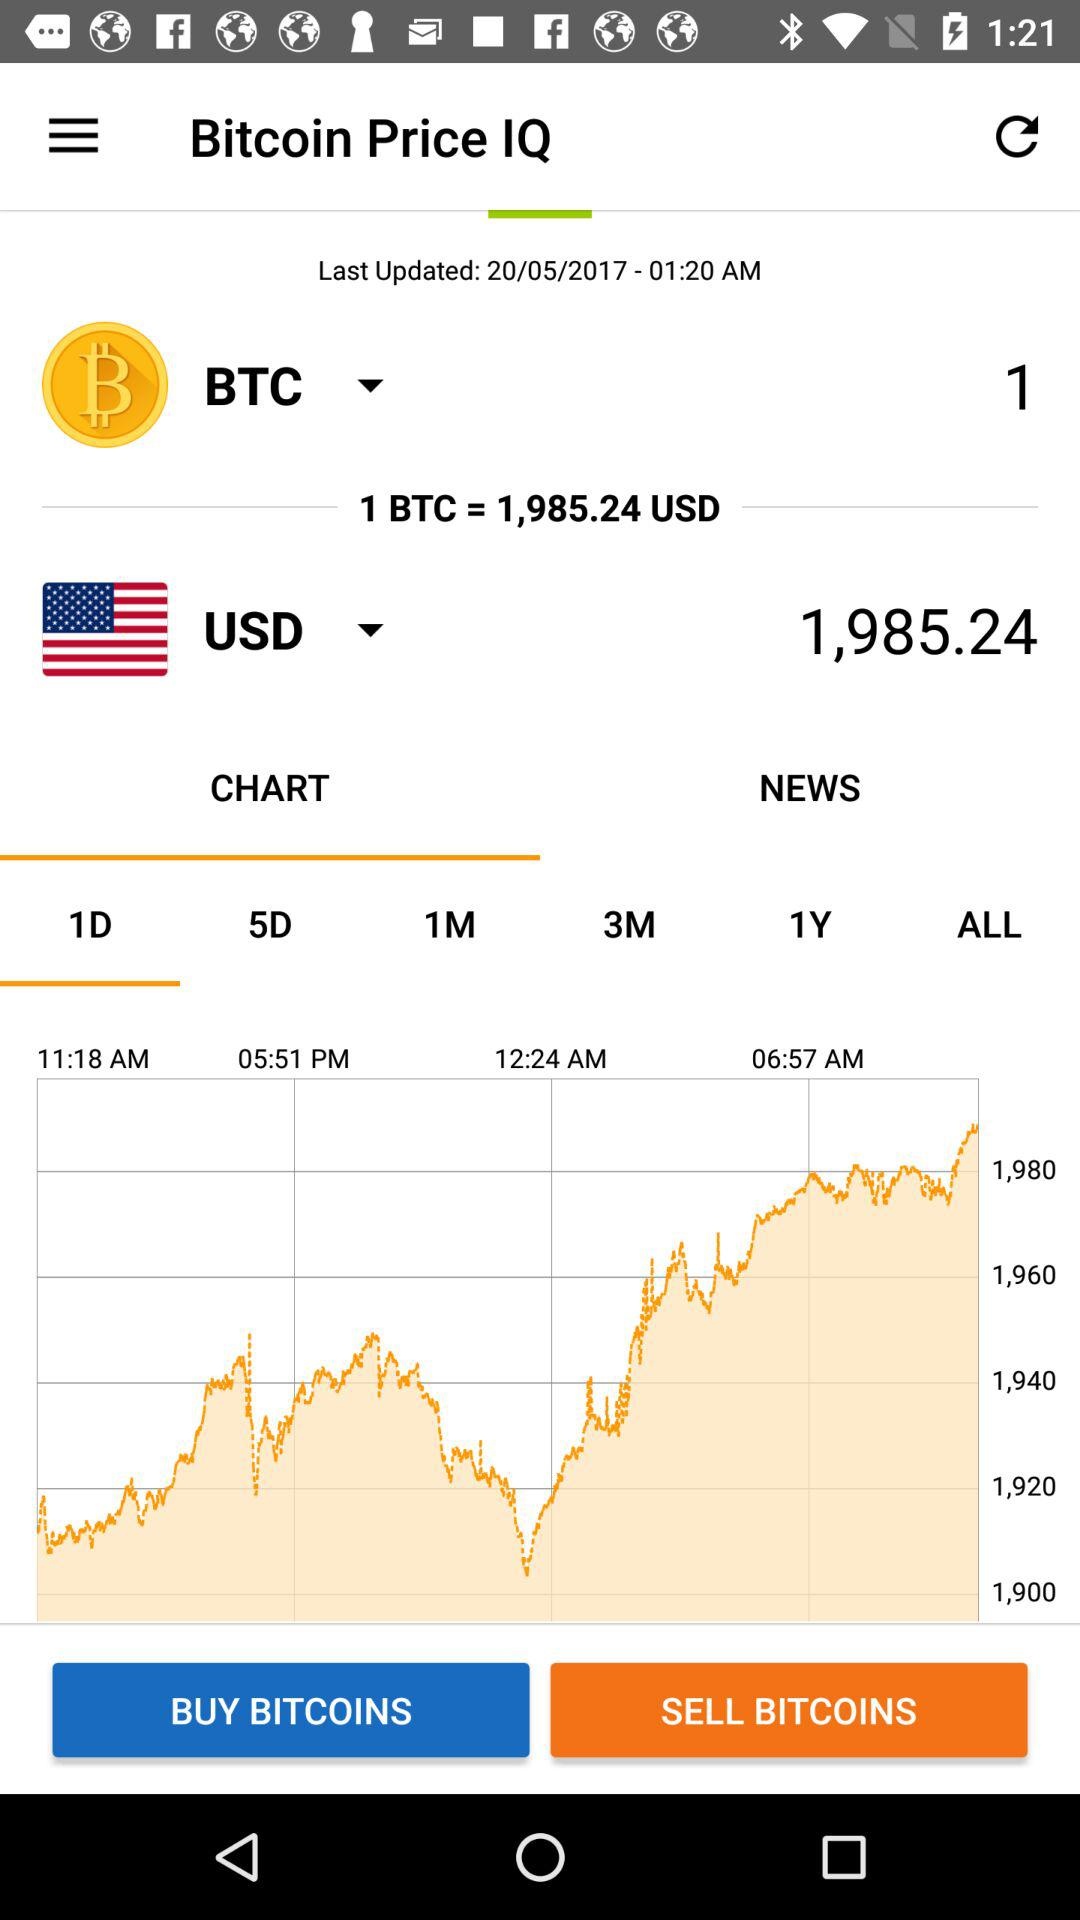 1:21
Bitcoin Price IQ
Last Updated: 20/05/2017 - 01:20 AM
BTC 1
1 BTC = 1,985.24 USD
USD 1,985.24
CHART NEWS
1D 5D 1M 3M 1Y ALL
11:18 AM 05:51 PM 12:24 AM 06:57 AM
1,980
1,960
1,940
1,920
1,900
BUY BITCOINS SELL BITCOINS